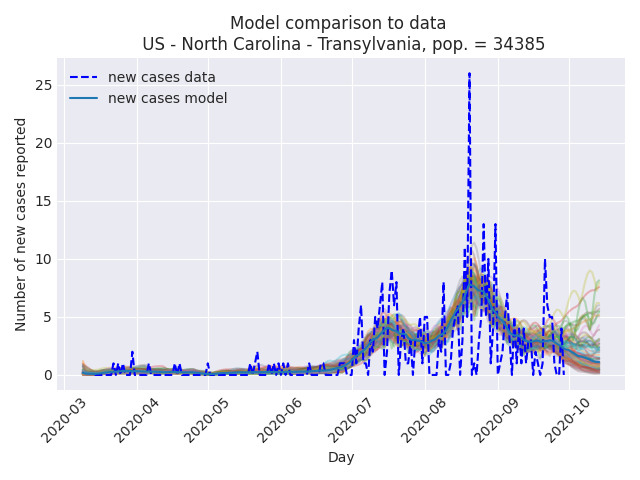 Model comparison to data
US - North Carolina - Transylvania, pop. = 34385
new cases data
new cases model
Number of new cases reported
25
20
15
10
5
0
2020-03
2020-04
2020-05
2020-06
2020-07
2020-08
2020-09
2020-10
Day